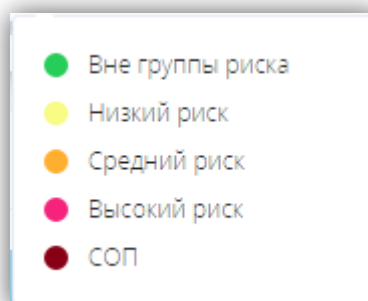 Вне группы риска
Низкий риск
Средний риск
Высокий риск
СОП